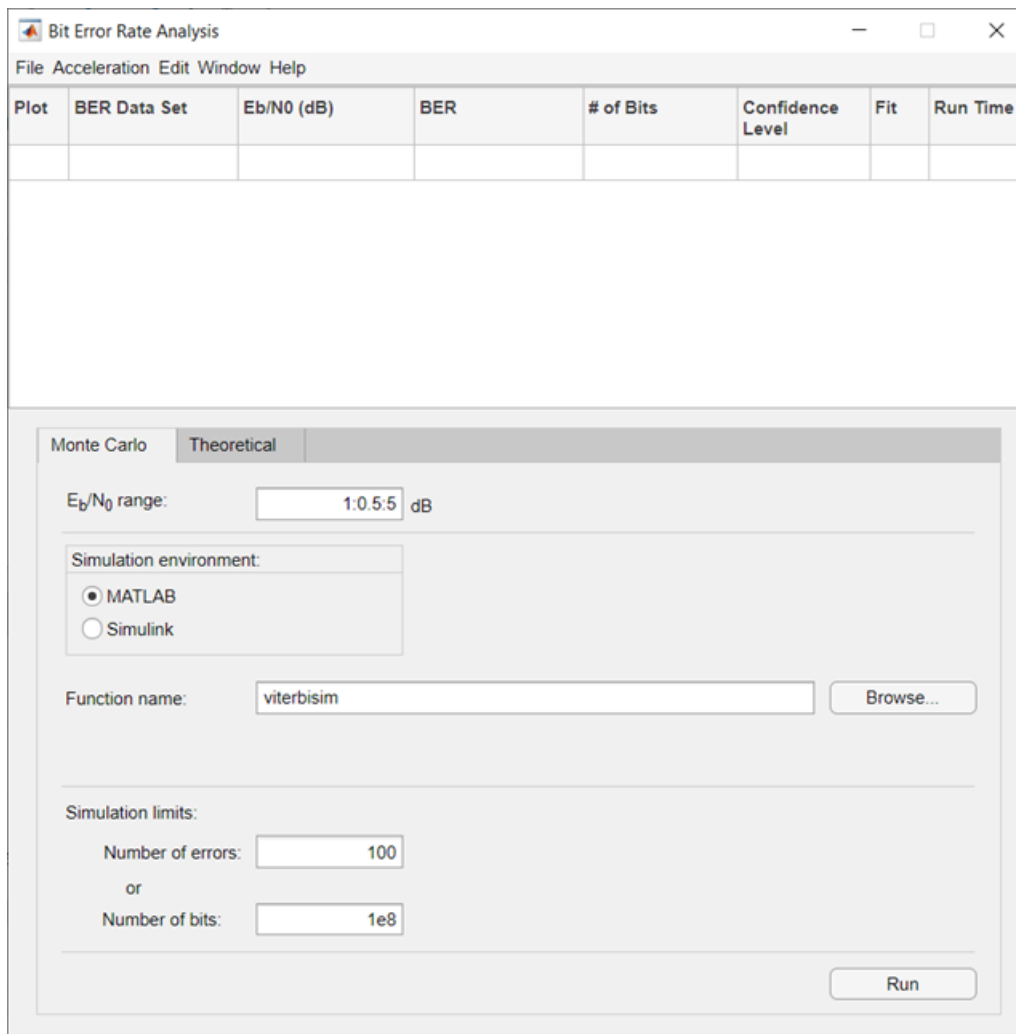 Bit Error Rate Analysis
File Acceleration Edit Window Help
Plot BER Data Set Eb/N0 (dB) BER # of Bits Confidence Level Fit Run Time
Monte Carlo Theoretical
Eb/N0 range: 1:0.5:5 dB
Simulation environment:
MATLAB
Simulink
Function name: viterbisim Browse...
Simulation limits:
Number of errors: 100
or
Number of bits: 1e8
Run